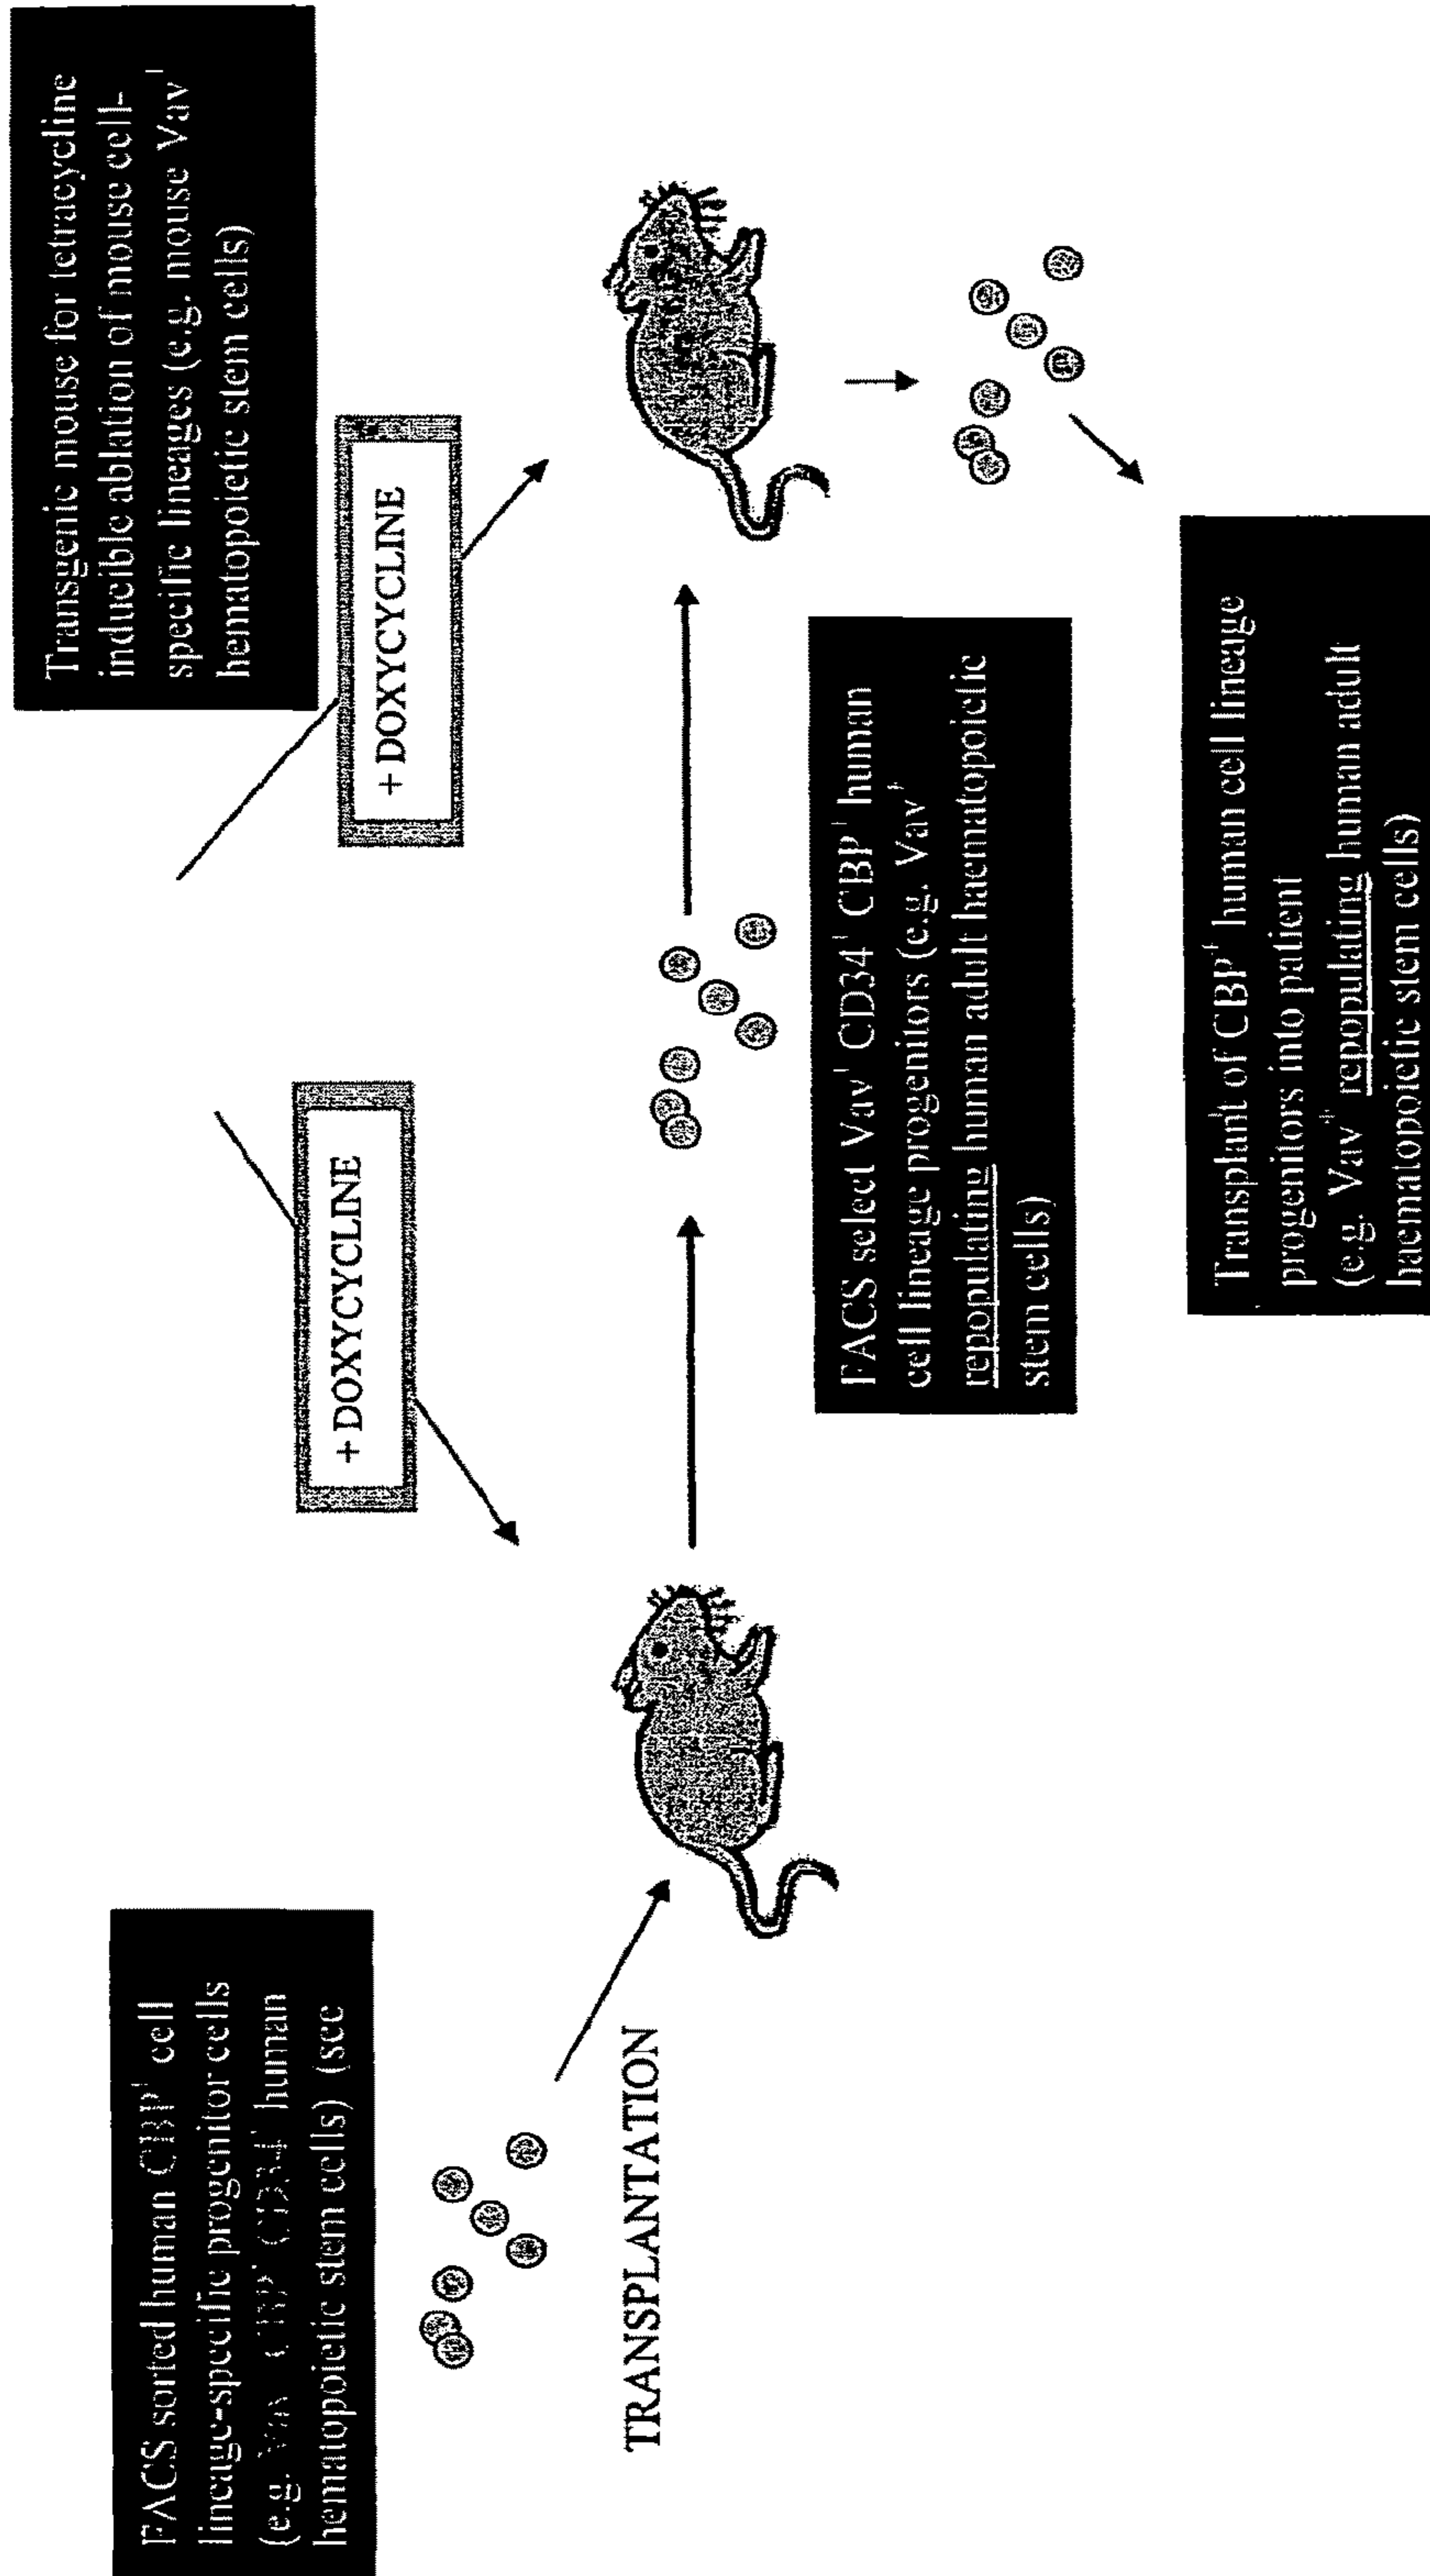 FACS sorted human CBP⁺ cell
lineage-specific progenitor cells
(e.g. Vav⁺ CBP⁺ CD34⁺ human
hematopoietic stem cells) (see
TRANSPLANTATION
+ DOXYCYCLINE
+ DOXYCYCLINE
Transgenic mouse for tetracycline
inducible ablation of mouse cell-
specific lineages (e.g. mouse Vav⁺
hematopoietic stem cells)
FACS select Vav⁺ CD34⁺ CBP⁺ human
cell lineage progenitors (e.g. Vav⁺
repopulating human adult haematopoietic
stem cells)
Transplant of CBP⁺ human cell lineage
progenitors into patient
(e.g. Vav⁺ repopulating human adult
haematopoietic stem cells)